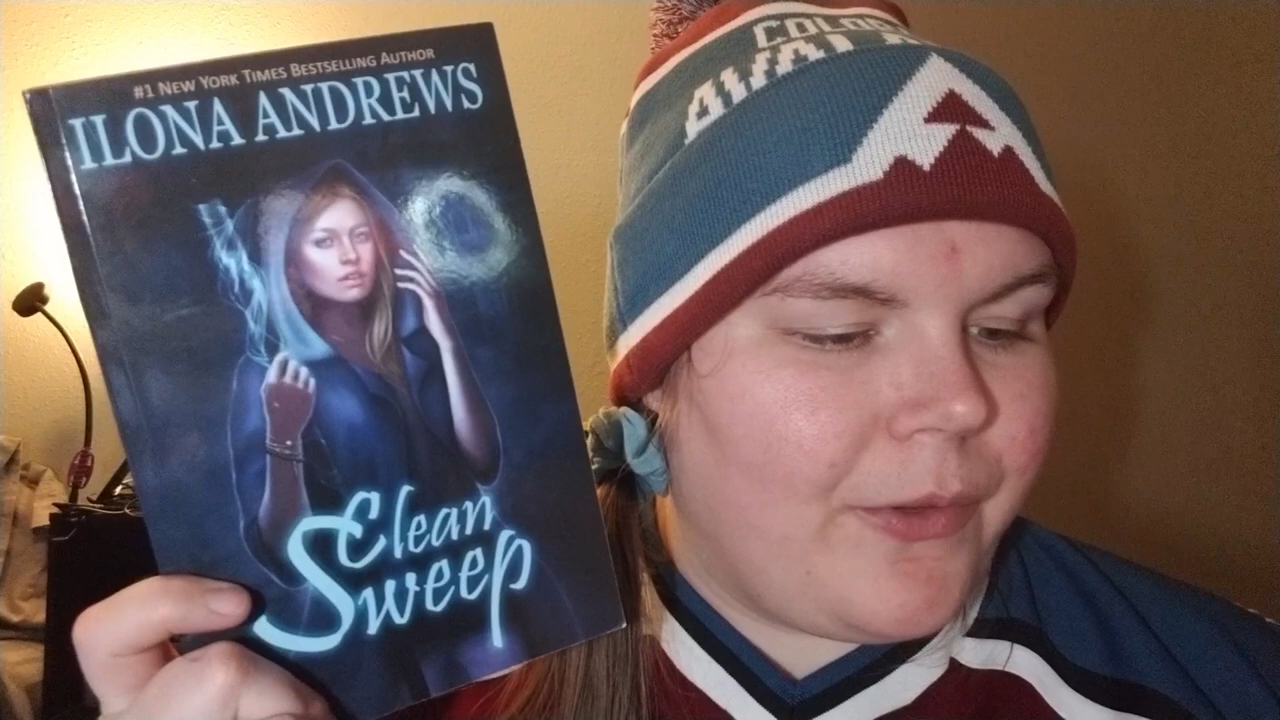 #1 New York Times Bestselling Author
ILONA ANDREWS
Clean
Sweep